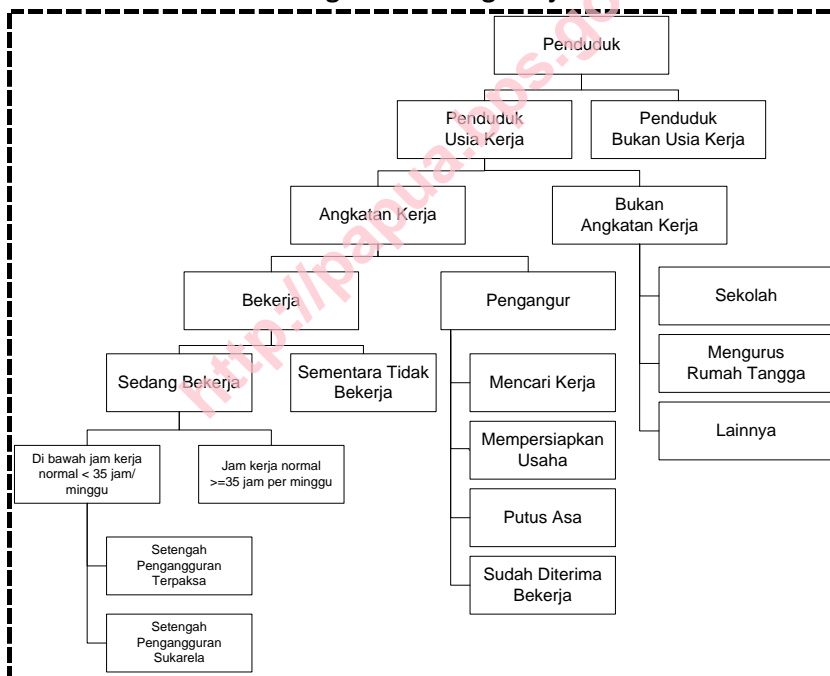 Penduduk
Penduduk
Usia Kerja
Penduduk
Bukan Usia Kerja
Angkatan Kerja
Bukan
Angkatan Kerja
Bekerja
Pengangur
Sekolah
Sedang Bekerja
Sementara Tidak
Bekerja
Mencari Kerja
Mengurus
Rumah Tangga
Di bawah jam kerja
normal < 35 jam/
minggu
Jam kerja normal
>=35 jam per minggu
Mempersiapkan
Usaha
Lainnya
Putus Asa
Setengah
Pengangguran
Terpaksa
Sudah Diterima
Bekerja
Setengah
Pengangguran
Sukarela
http://papua.bps.go